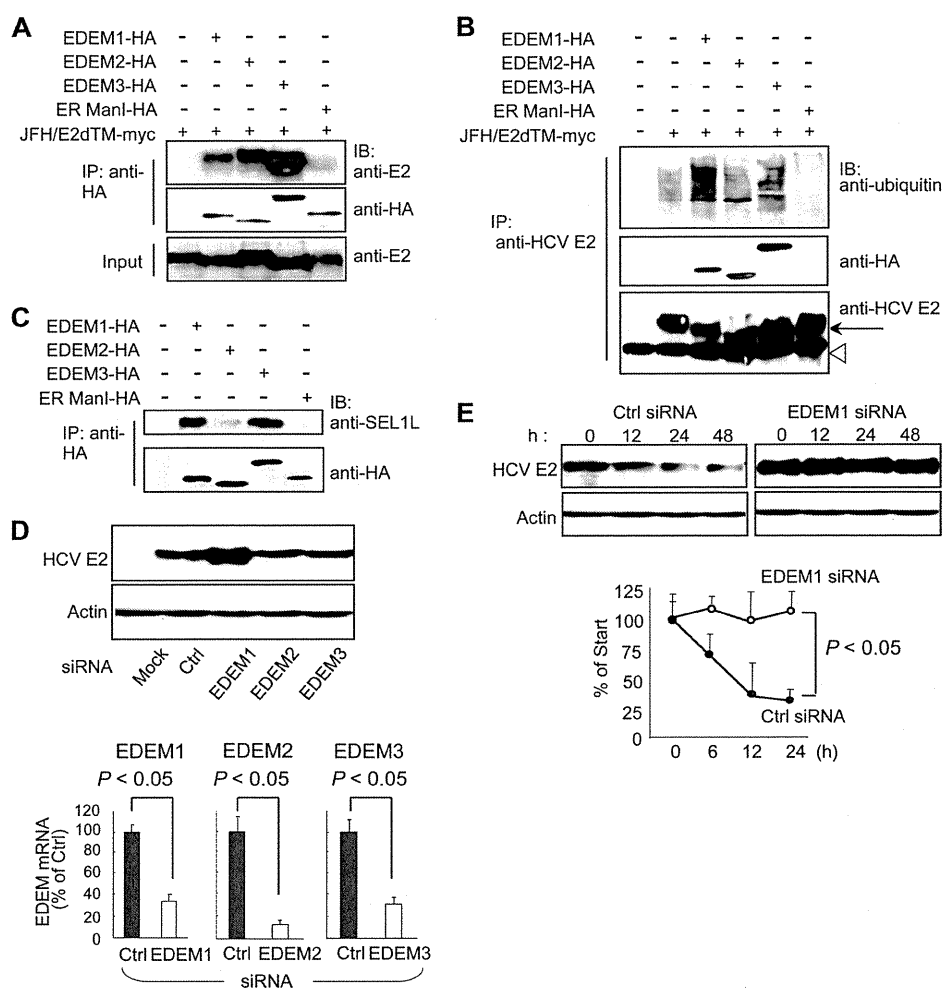 A
EDEM1-HA - + - - -
EDEM2-HA - - + - -
EDEM3-HA - - - + -
ER ManI-HA - - - - +
JFH/E2dTM-myc + + + + +
IP: anti-HA
IB: anti-E2
anti-HA
Input
anti-E2
B
EDEM1-HA - - + - - -
EDEM2-HA - - - + - -
EDEM3-HA - - - - + -
ER ManI-HA - - - - - +
JFH/E2dTM-myc - + + + + +
IB: anti-ubiquitin
IP: anti-HCV E2
anti-HA
anti-HCV E2
C
EDEM1-HA - + - - -
EDEM2-HA - - + - -
EDEM3-HA - - - + -
ER ManI-HA - - - - +
IP: anti-HA
IB: anti-SEL1L
anti-HA
D
HCV E2
Actin
siRNA Mock Ctrl EDEM1 EDEM2 EDEM3
EDEM1 EDEM2 EDEM3
P < 0.05 P < 0.05 P < 0.05
EDEM mRNA (% of Ctrl)
120
100
80
60
40
20
0
Ctrl EDEM1 Ctrl EDEM2 Ctrl EDEM3
siRNA
E
Ctrl siRNA EDEM1 siRNA
h : 0 12 24 48 0 12 24 48
HCV E2
Actin
EDEM1 siRNA
% of Start
125
100
75
50
25
0
P < 0.05
Ctrl siRNA
0 6 12 24 (h)